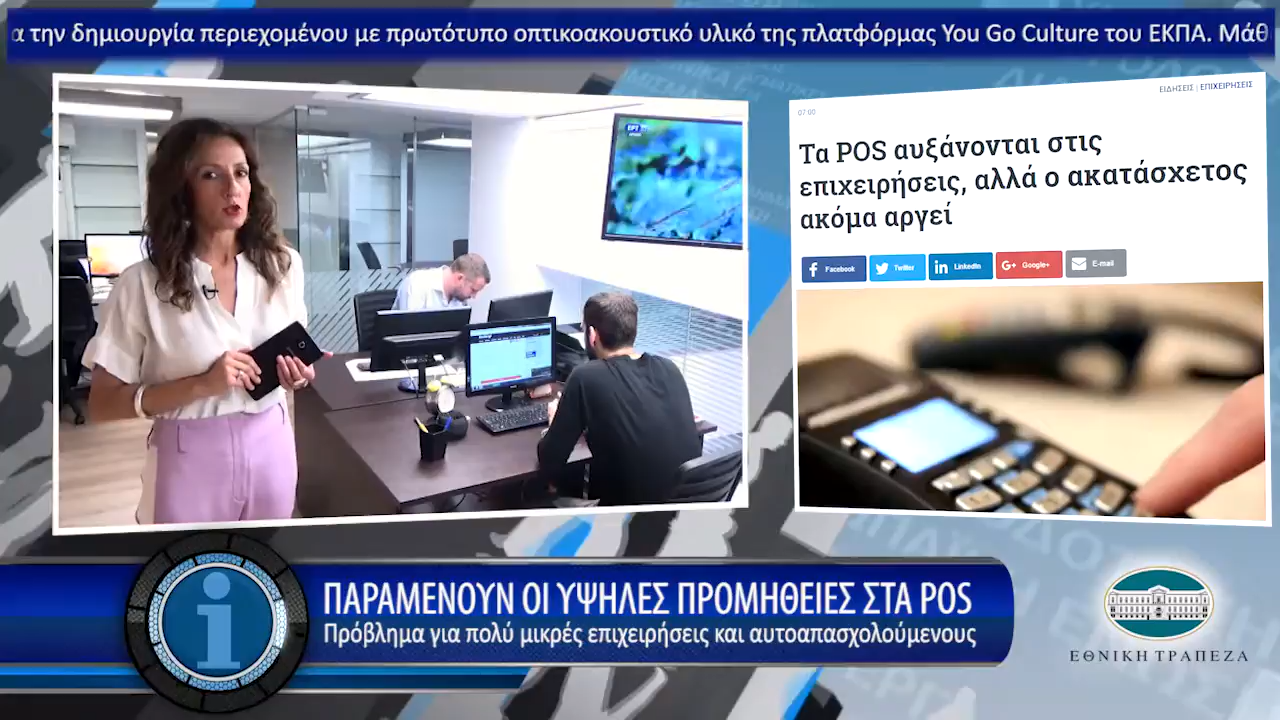 α την δημιουργία περιεχομένου με πρωτότυπο οπτικοακουστικό υλικό της πλατφόρμας You Go Culture του ΕΚΠΑ. Μάθ
ΕΙΔΗΣΕΙΣ | ΕΠΙΧΕΙΡΗΣΕΙΣ
07:00
Τα POS αυξάνονται στις
επιχειρήσεις, αλλά ο ακατάσχετος
ακόμα αργεί
Facebook
Twitter
LinkedIn
Google+
E-mail
ΕΡΤ
ΠΑΡΑΜΕΝΟΥΝ ΟΙ ΥΨΗΛΕΣ ΠΡΟΜΗΘΕΙΕΣ ΣΤΑ POS
Πρόβλημα για πολύ μικρές επιχειρήσεις και αυτοαπασχολούμενους
ΕΘΝΙΚΗ ΤΡΑΠΕΖΑ